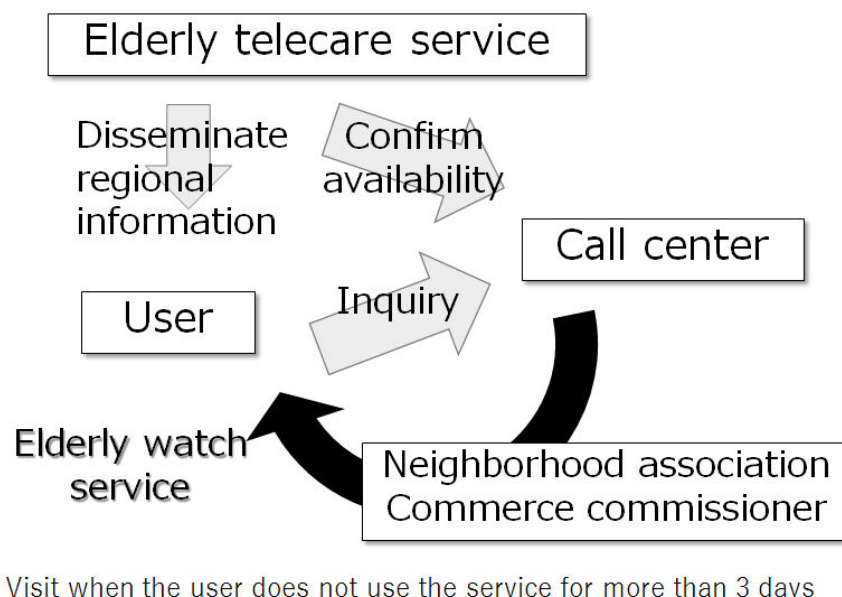 Elderly telecare service
Disseminate
regional
information
Confirm
availability
Call center
Inquiry
User
Elderly watch
service
Neighborhood association
Commerce commissioner
Visit when the user does not use the service for more than 3 days